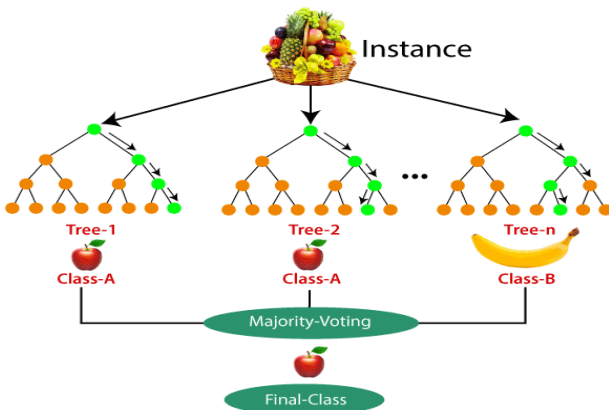 Instance
...
Tree-1
Tree-2
Tree-n
Class-A
Class-A
Class-B
Majority-Voting
Final-Class